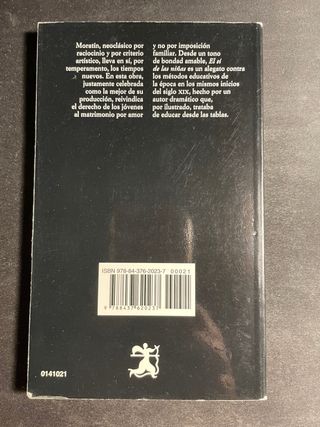 Moratín, neoclásico por
raciocinio y por criterio
artístico, lleva en sí, por
temperamento, los tiempos
nuevos. En esta obra,
justamente celebrada
como la mejor de su
producción, reivindica
el derecho de los jóvenes
al matrimonio por amor
y no por imposición
familiar. Desde un tono
de bondad amable, El sí
de las niñas es un alegato contra
los métodos educativos de
la época en los mismos inicios
del siglo XIX, hecho por un
autor dramático que,
por ilustrado, trataba
de educar desde las tablas.
ISBN 978-84-376-2023-7
00021
9 788437 620237
0141021